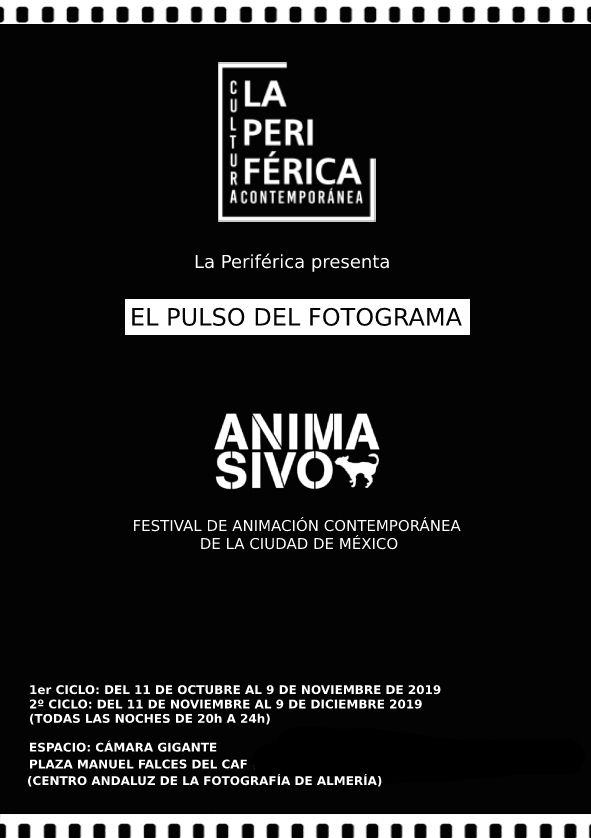 CULTURA
LA
PERI
FÉRICA
CONTEMPORÁNEA
La Periférica presenta
EL PULSO DEL FOTOGRAMA
ANIMA
SIVO
FESTIVAL DE ANIMACIÓN CONTEMPORÁNEA
DE LA CIUDAD DE MÉXICO
1er CICLO: DEL 11 DE OCTUBRE AL 9 DE NOVIEMBRE DE 2019
2º CICLO: DEL 11 DE NOVIEMBRE AL 9 DE DICIEMBRE 2019
(TODAS LAS NOCHES DE 20h A 24h)
ESPACIO: CÁMARA GIGANTE
PLAZA MANUEL FALCES DEL CAF
(CENTRO ANDALUZ DE LA FOTOGRAFÍA DE ALMERÍA)